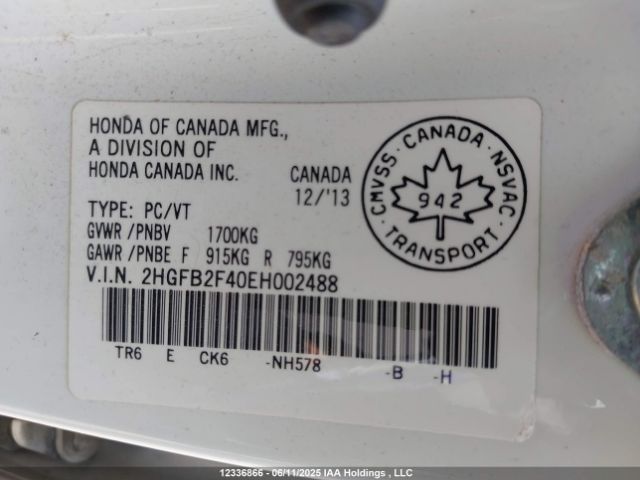 HONDA OF CANADA MFG.,
A DIVISION OF
HONDA CANADA INC.
CANADA
12/'13
TYPE: PC/VT
GVWR /PNBV 1700KG
GAWR /PNBE F 915KG R 795KG
V.I.N. 2HGFB2F40EH002488
TR6 E CK6 -NH578 -B -H
CMVSS · CANADA · NSVAC
942
TRANSPORT
12336866 - 06/11/2025 IAA Holdings , LLC